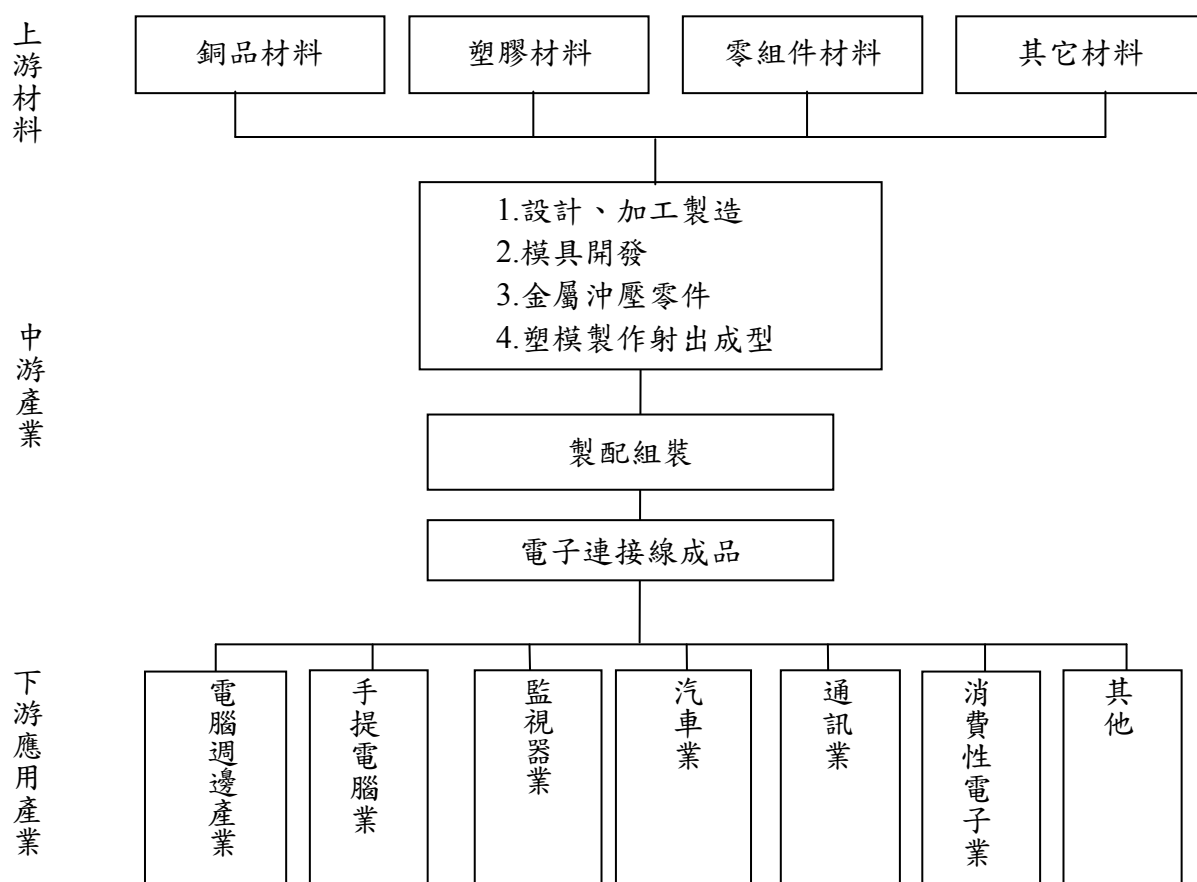 上游材料
銅品材料
塑膠材料
零組件材料
其它材料
中游產業
1.設計、加工製造
2.模具開發
3.金屬沖壓零件
4.塑模製作射出成型
製配組裝
電子連接線成品
下游應用產業
電腦週邊產業
手提電腦業
監視器業
汽車業
通訊業
消費性電子業
其他